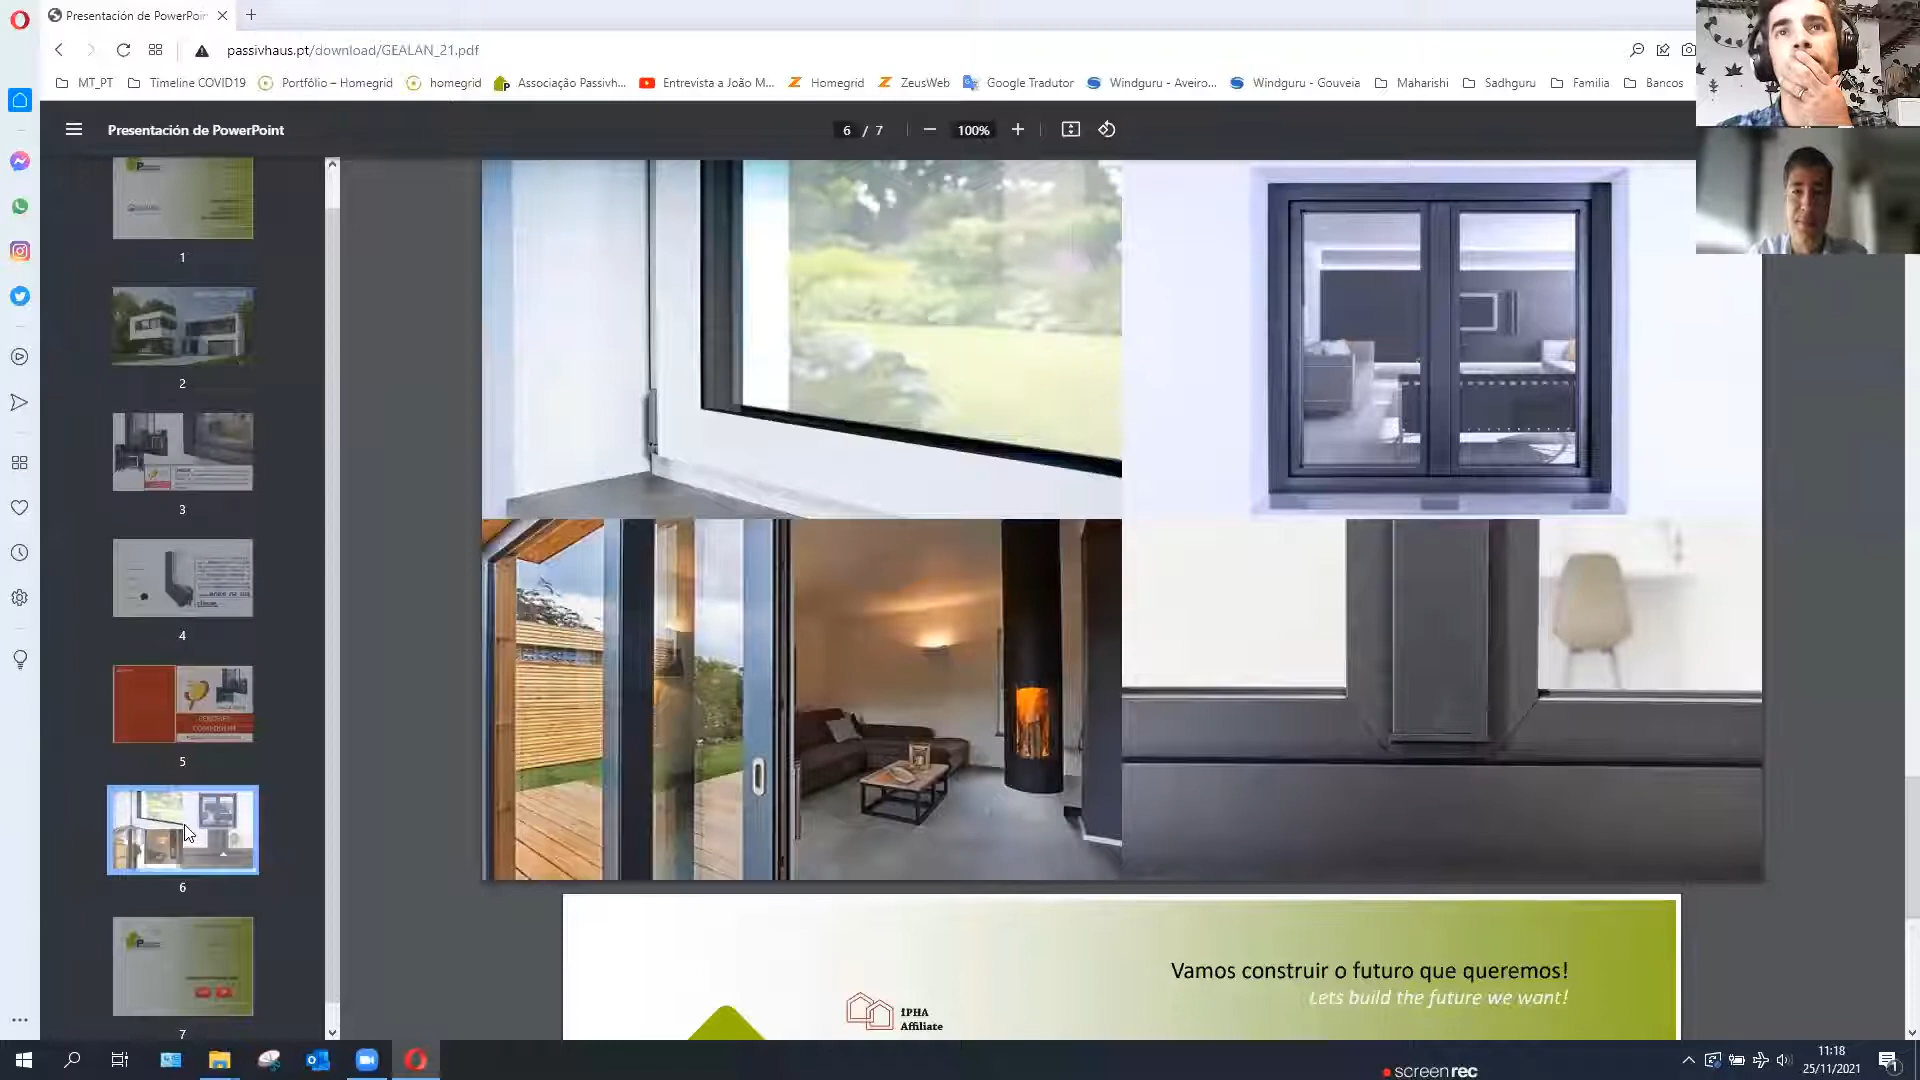 Presentación de PowerPoin
passivhaus.pt/download/GEALAN_21.pdf
MT_PT
Timeline COVID19
Portfólio – Homegrid
homegrid
Associação Passivh...
Entrevista a João M...
Homegrid
ZeusWeb
Google Tradutor
Windguru - Aveiro...
Windguru - Gouveia
Maharishi
Sadhguru
Familia
Bancos
Presentación de PowerPoint
6 / 7
100%
1
2
3
4
5
6
7
Vamos construir o futuro que queremos!
Lets build the future we want!
iPHA
Affiliate
11:18
25/11/2021
1
screenrec